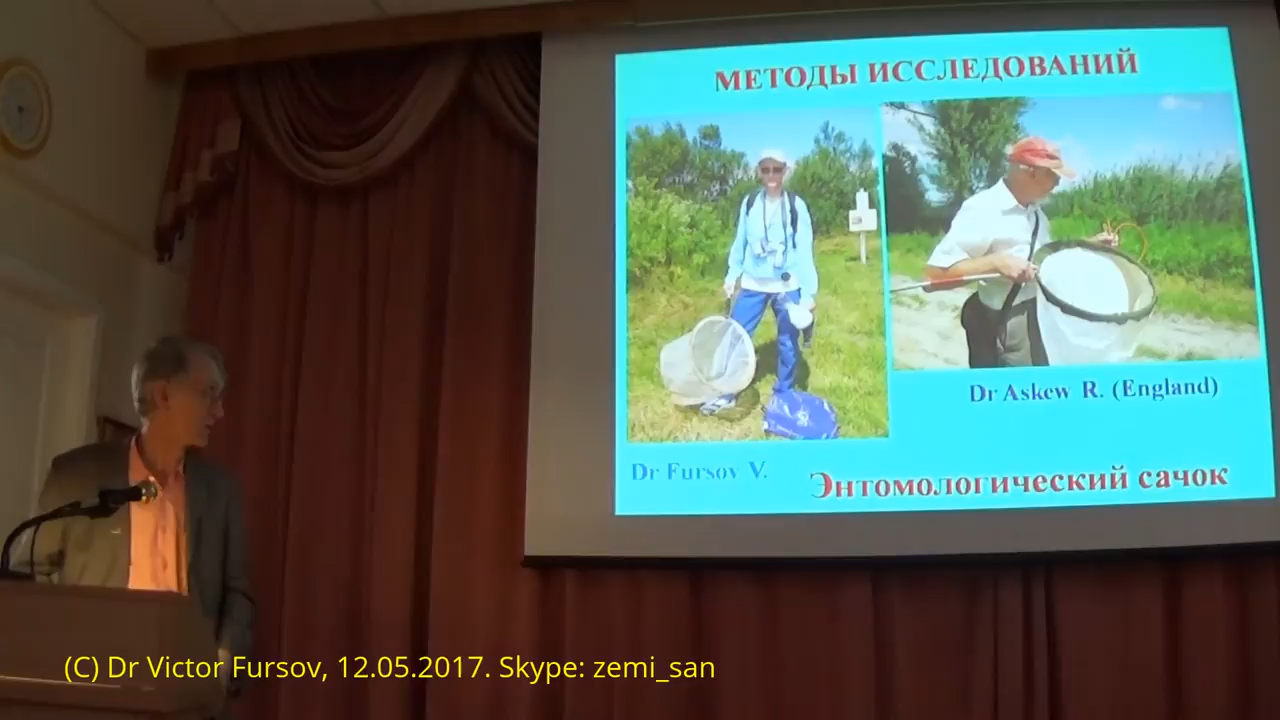 МЕТОДЫ ИССЛЕДОВАНИЙ
Dr Askew R. (England)
Dr Fursov V.
Энтомологический сачок
(C) Dr Victor Fursov, 12.05.2017. Skype: zemi_san